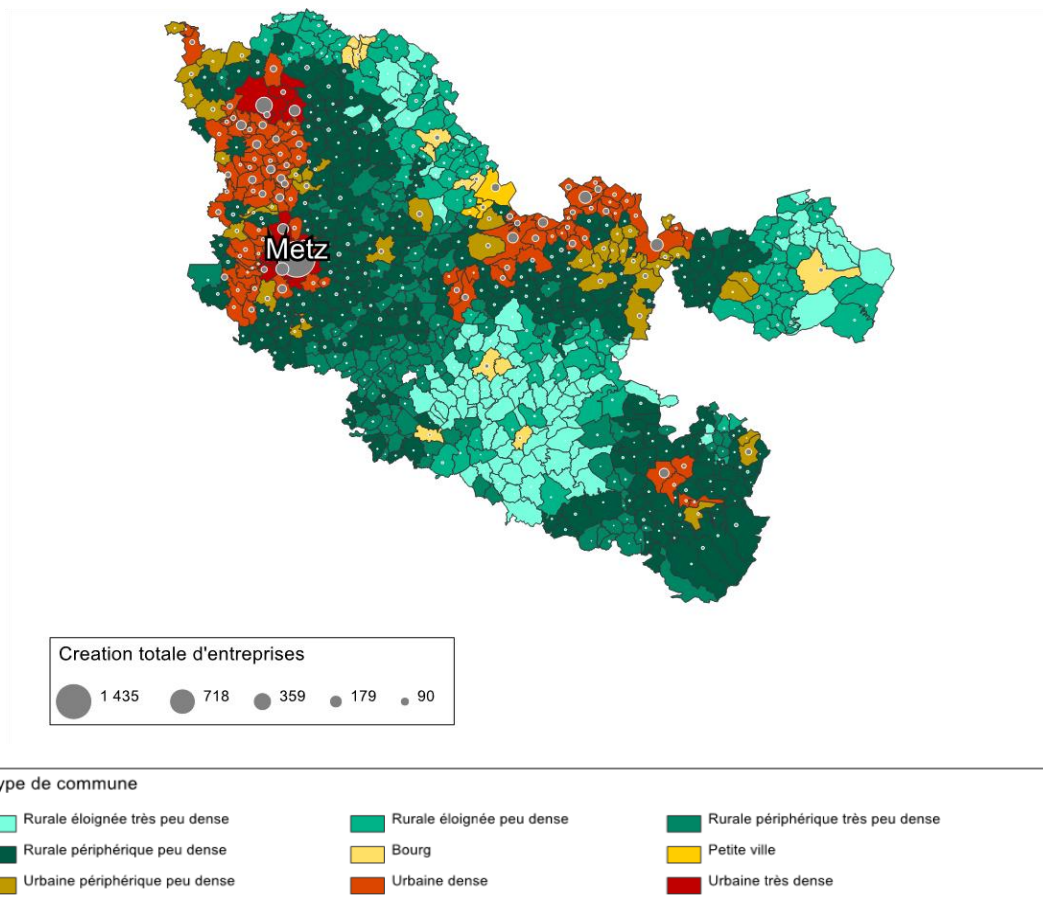 Metz
Creation totale d'entreprises
1 435 718 359 179 90
ype de commune
Rurale éloignée très peu dense Rurale éloignée peu dense Rurale périphérique très peu dense
Rurale périphérique peu dense Bourg Petite ville
Urbaine périphérique peu dense Urbaine dense Urbaine très dense